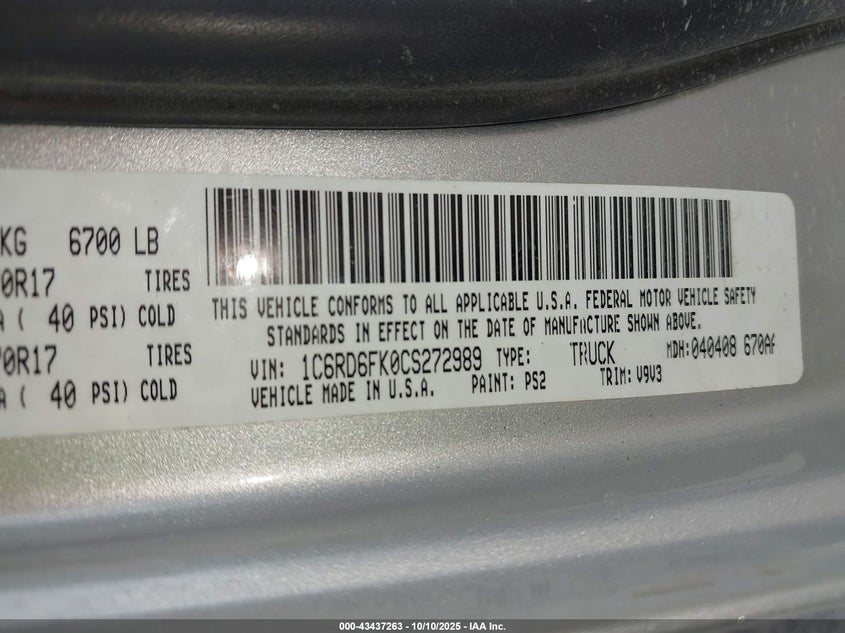 KG 6700 LB
0R17 TIRES
A ( 40 PSI) COLD
70R17 TIRES
A ( 40 PSI) COLD
THIS VEHICLE CONFORMS TO ALL APPLICABLE U.S.A. FEDERAL MOTOR VEHICLE SAFETY
STANDARDS IN EFFECT ON THE DATE OF MANUFACTURE SHOWN ABOVE.
VIN: 1C6RD6FK0CS272989 TYPE: TRUCK MDH:040408 670AF
VEHICLE MADE IN U.S.A. PAINT: PS2 TRIM: V9V3
000-43437263 - 10/10/2025 - IAA Inc.